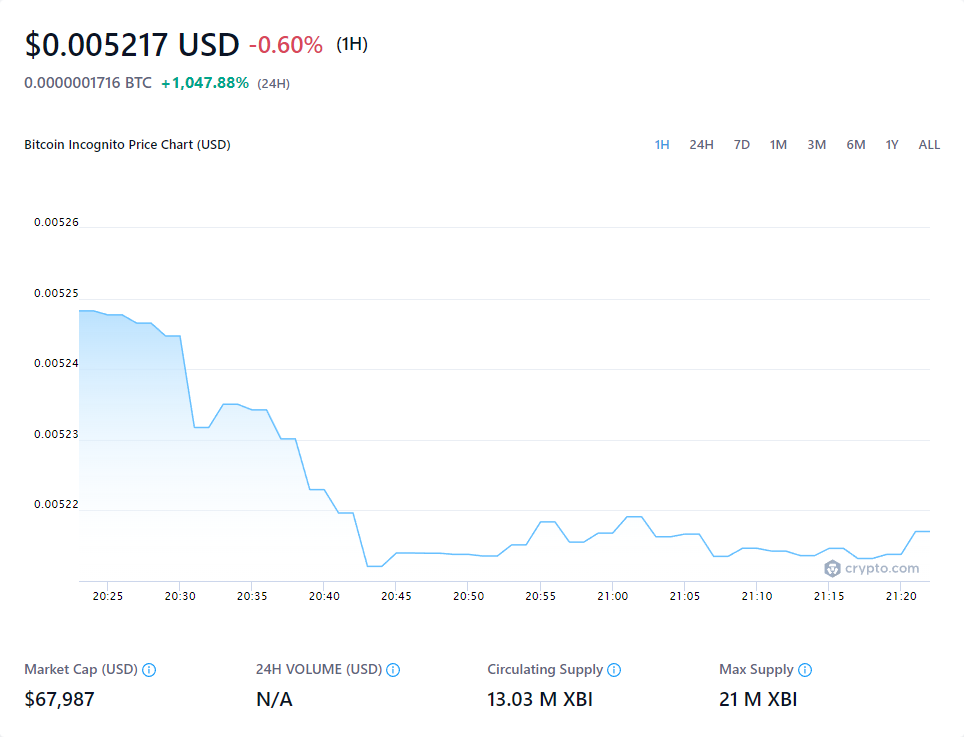 $0.005217 USD -0.60% (1H)
0.0000001716 BTC +1,047.88% (24H)
Bitcoin Incognito Price Chart (USD) 1H 24H 7D 1M 3M 6M 1Y ALL
0.00526
0.00525
0.00524
0.00523
0.00522
crypto.com
20:25 20:30 20:35 20:40 20:45 20:50 20:55 21:00 21:05 21:10 21:15 21:20
Market Cap (USD) 24H VOLUME (USD) Circulating Supply Max Supply
$67,987 N/A 13.03 M XBI 21 M XBI